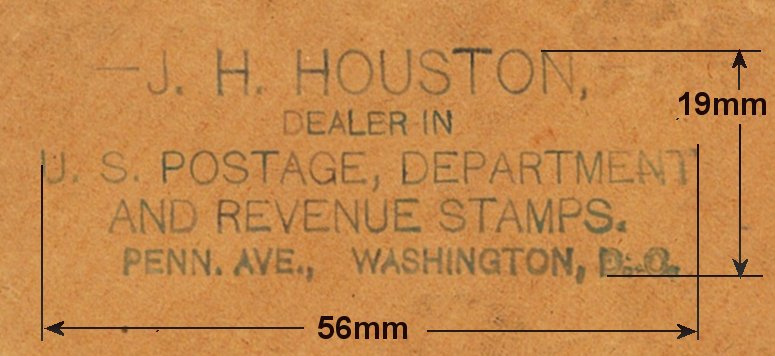 —J. H. HOUSTON,—
19mm
DEALER IN
U. S. POSTAGE, DEPARTMENT
AND REVENUE STAMPS.
PENN. AVE., WASHINGTON, D. C.
56mm